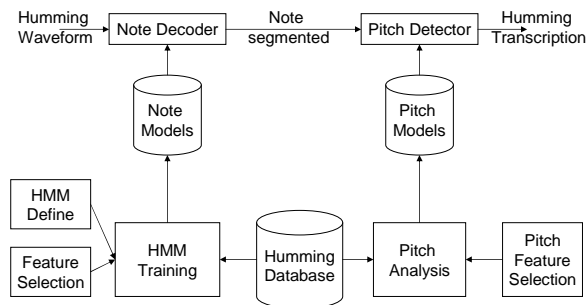 Humming
Waveform
Note Decoder
Note
segmented
Pitch Detector
Humming
Transcription
Note
Models
Pitch
Models
HMM
Define
Feature
Selection
HMM
Training
Humming
Database
Pitch
Analysis
Pitch
Feature
Selection